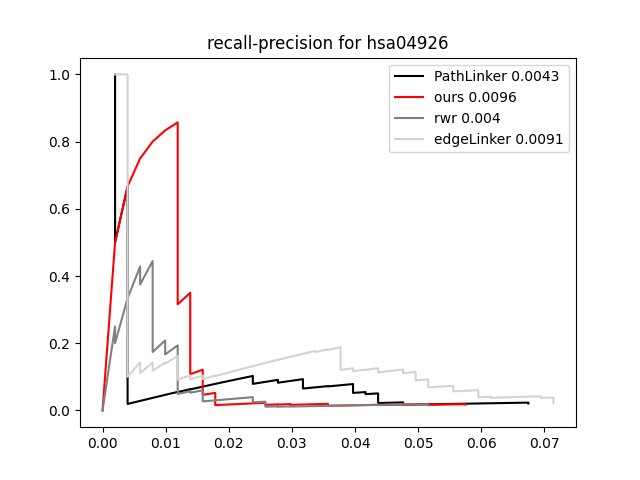 recall-precision for hsa04926
PathLinker 0.0043
ours 0.0096
rwr 0.004
edgeLinker 0.0091
1.0
0.8
0.6
0.4
0.2
0.0
0.00 0.01 0.02 0.03 0.04 0.05 0.06 0.07